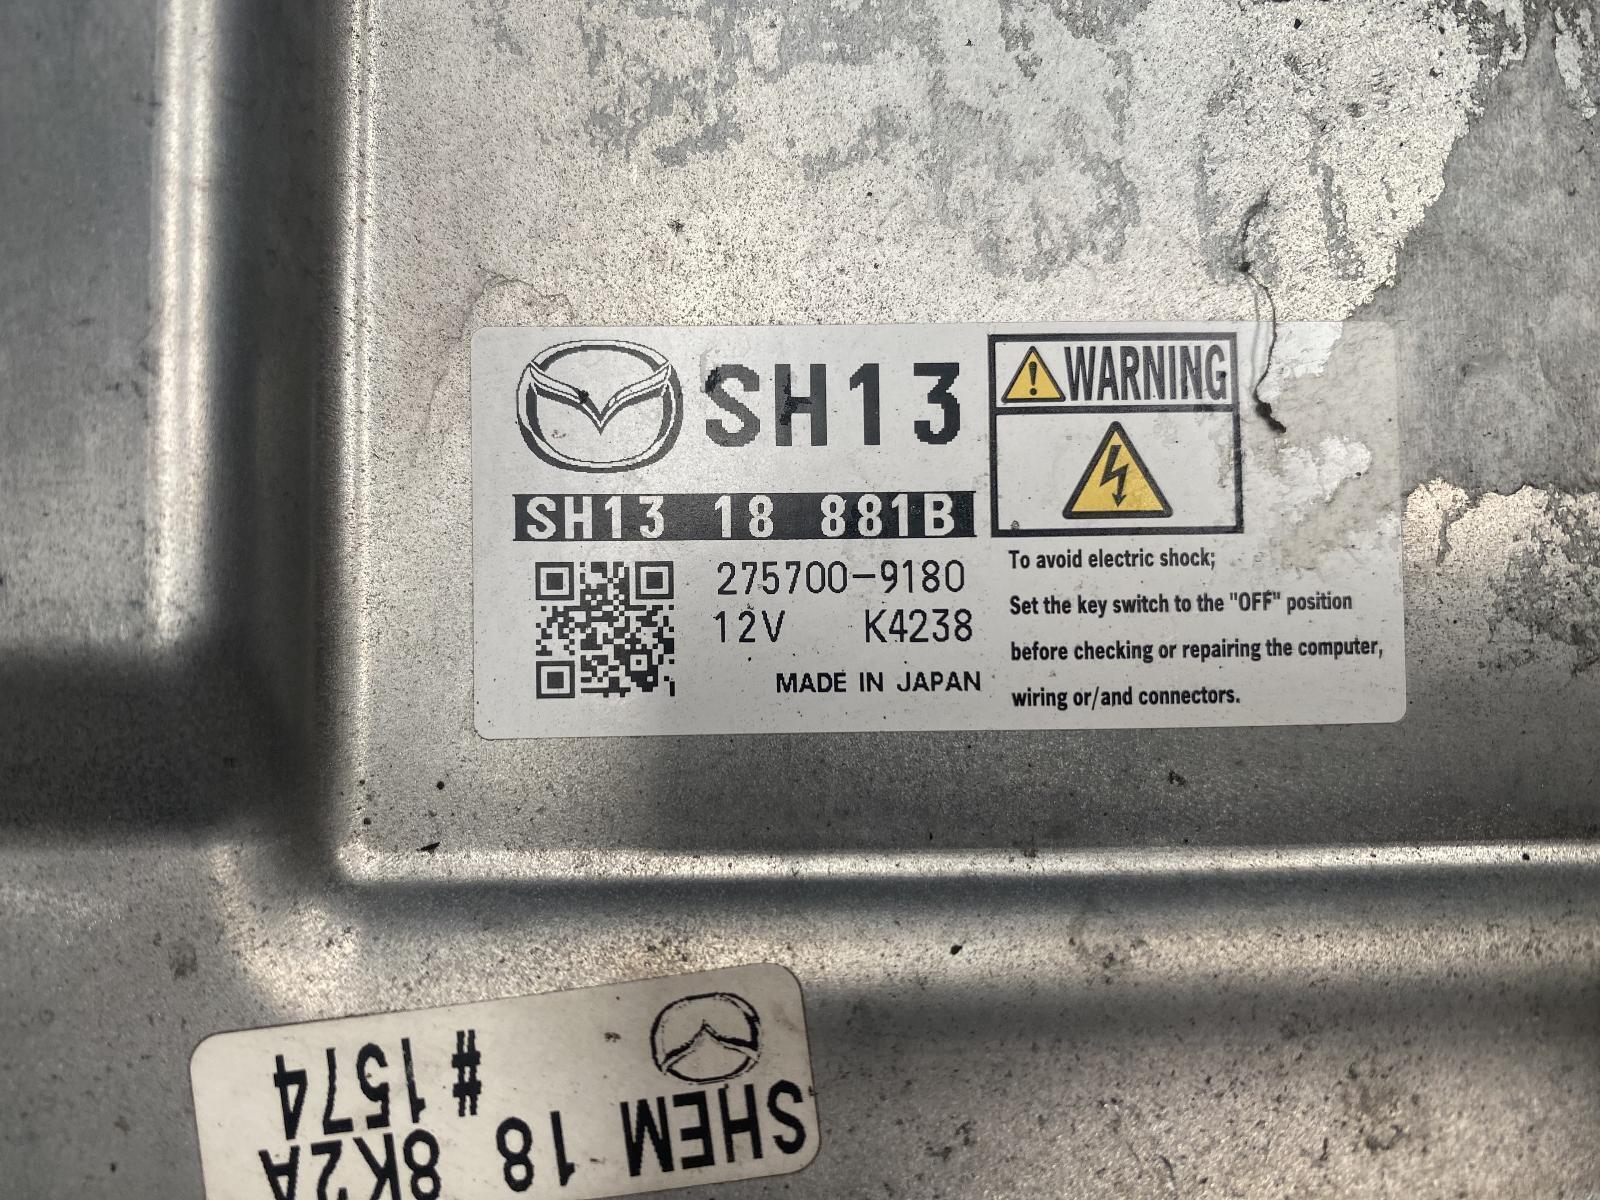 SH13
SH13 18 881B
275700-9180
12V K4238
MADE IN JAPAN
WARNING
To avoid electric shock;
Set the key switch to the "OFF" position
before checking or repairing the computer,
wiring or/and connectors.
SHEM 18 8K2A
#1574